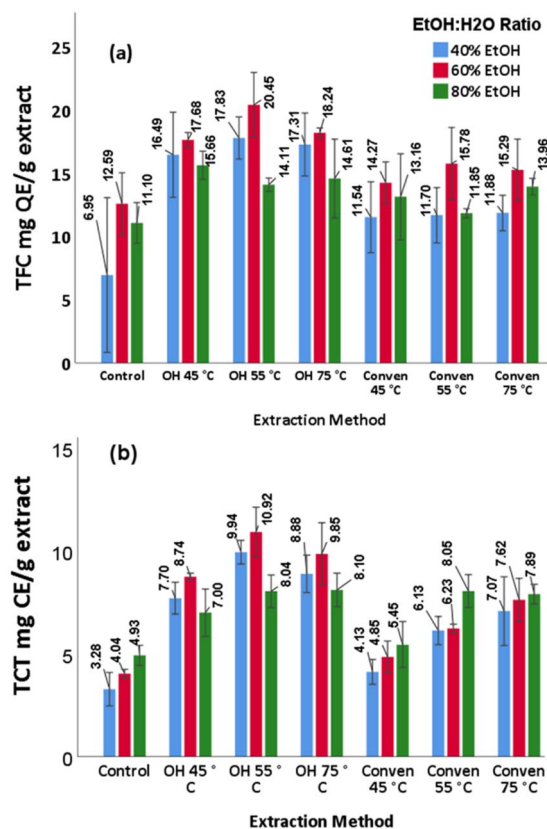 EtOH:H2O Ratio
(a)
40% EtOH
60% EtOH
80% EtOH
TFC mg QE/g extract
25
20
15
10
5
0
6.95
12.59
11.10
16.49
17.68
15.66
17.83
20.45
14.11
17.31
18.24
14.61
11.54
14.27
13.16
11.70
15.78
11.85
11.88
15.29
13.96
Control
OH 45 °C
OH 55 °C
OH 75 °C
Conven
45 °C
Conven
55 °C
Conven
75 °C
Extraction Method
(b)
TCT mg CE/g extract
15
10
5
0
3.28
4.04
4.93
7.70
8.74
7.00
9.94
10.92
8.04
8.88
9.85
8.10
4.13
4.85
5.45
6.13
6.23
8.05
7.07
7.62
7.89
Control
OH 45 °
C
OH 55 °
C
OH 75 °
C
Conven
45 °C
Conven
55 °C
Conven
75 °C
Extraction Method